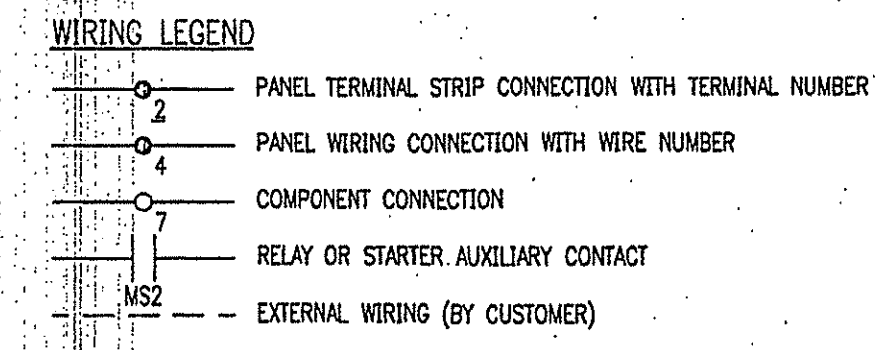 WIRING LEGEND
PANEL TERMINAL STRIP CONNECTION WITH TERMINAL NUMBER
2
PANEL WIRING CONNECTION WITH WIRE NUMBER
4
COMPONENT CONNECTION
7
RELAY OR STARTER AUXILIARY CONTACT
MS2
EXTERNAL WIRING (BY CUSTOMER)